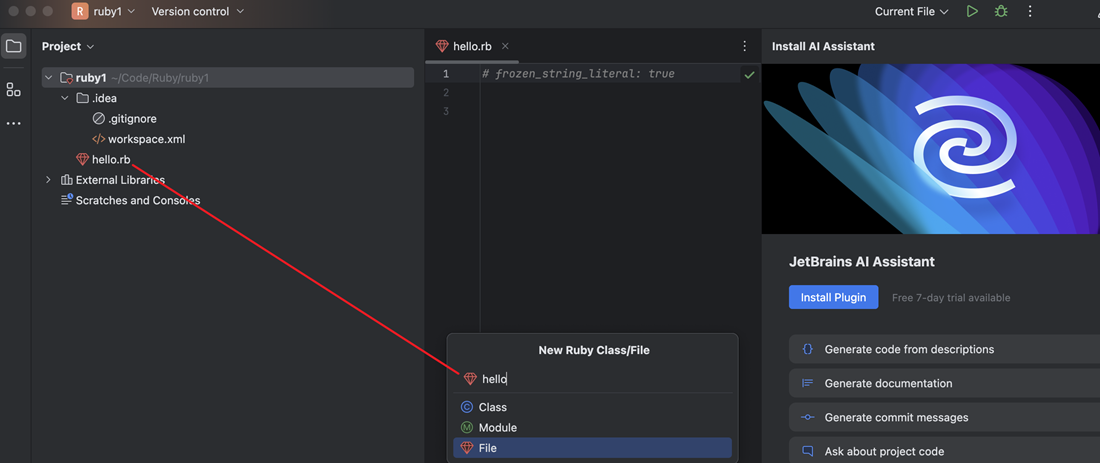 R ruby1 Version control Current File
Project
ruby1 ~/Code/Ruby/ruby1
.idea
.gitignore
</> workspace.xml
hello.rb
External Libraries
Scratches and Consoles
hello.rb
1 # frozen_string_literal: true
2
3
New Ruby Class/File
hello
C Class
M Module
File
Install AI Assistant
JetBrains AI Assistant
Install Plugin Free 7-day trial available
{} Generate code from descriptions
Generate documentation
Generate commit messages
Ask about project code